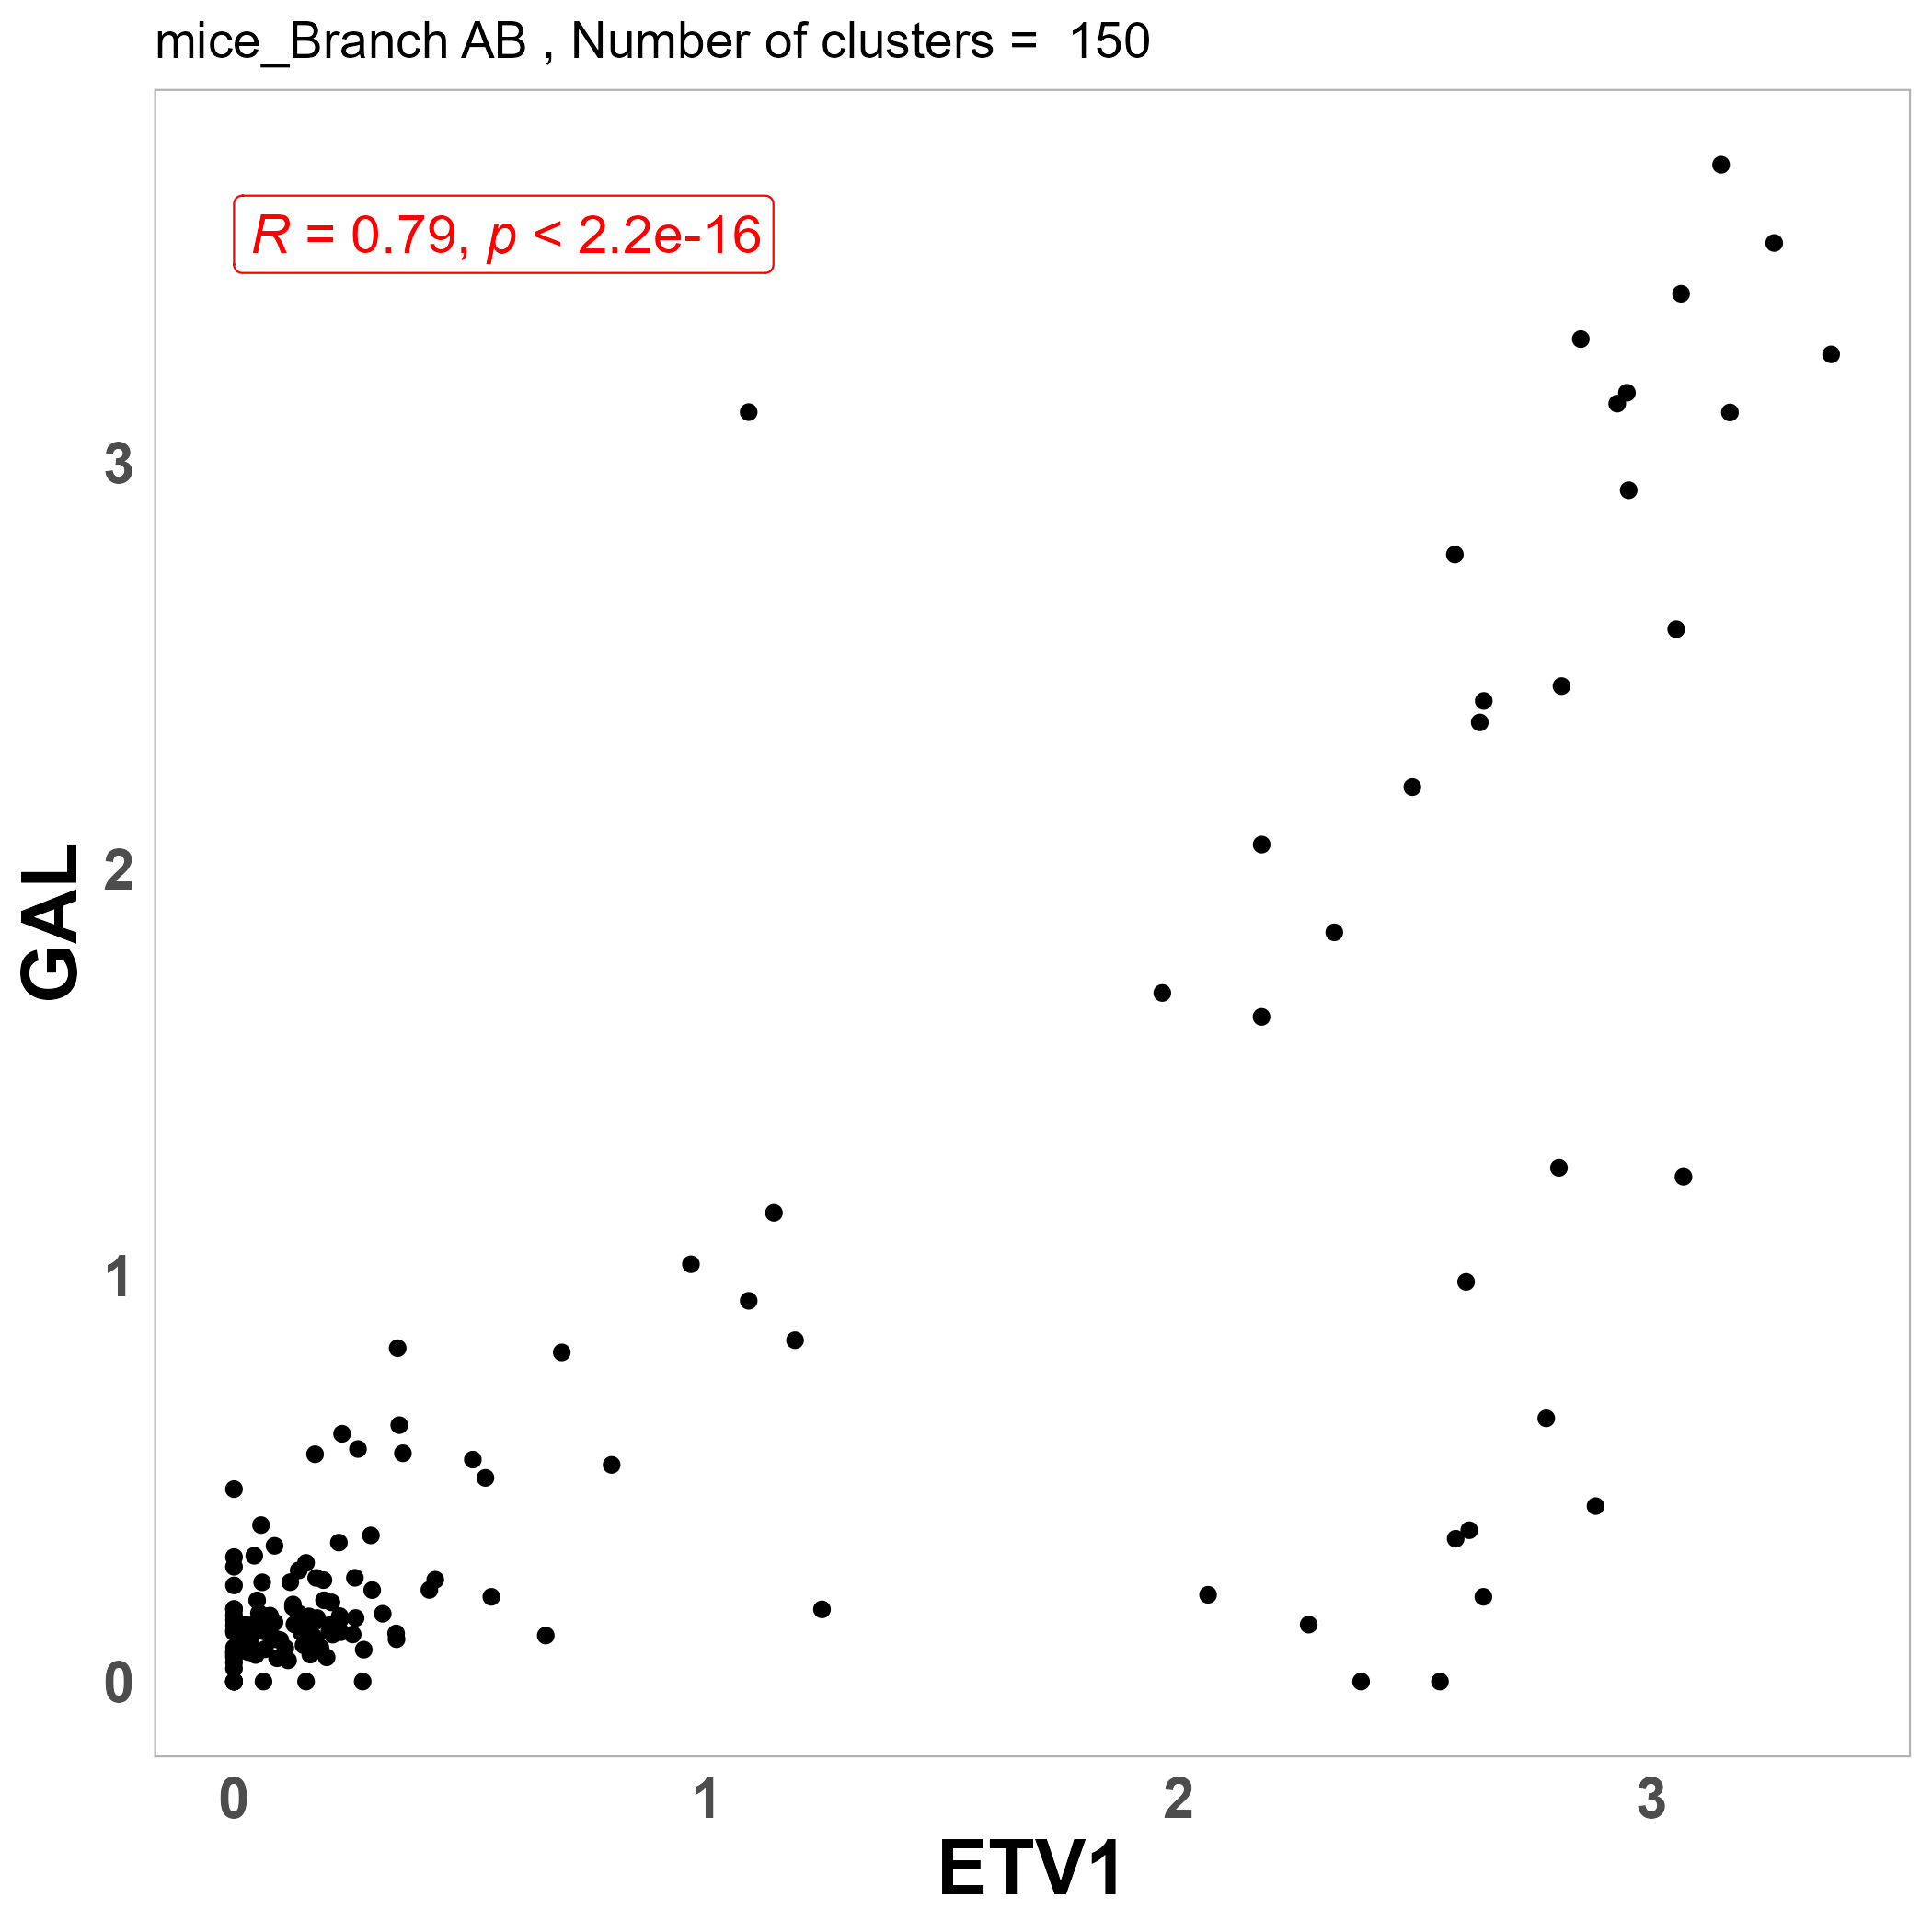 mice_Branch AB , Number of clusters =  150
R = 0.79, p < 2.2e-16
GAL
3
2
1
0
0 1 2 3
ETV1